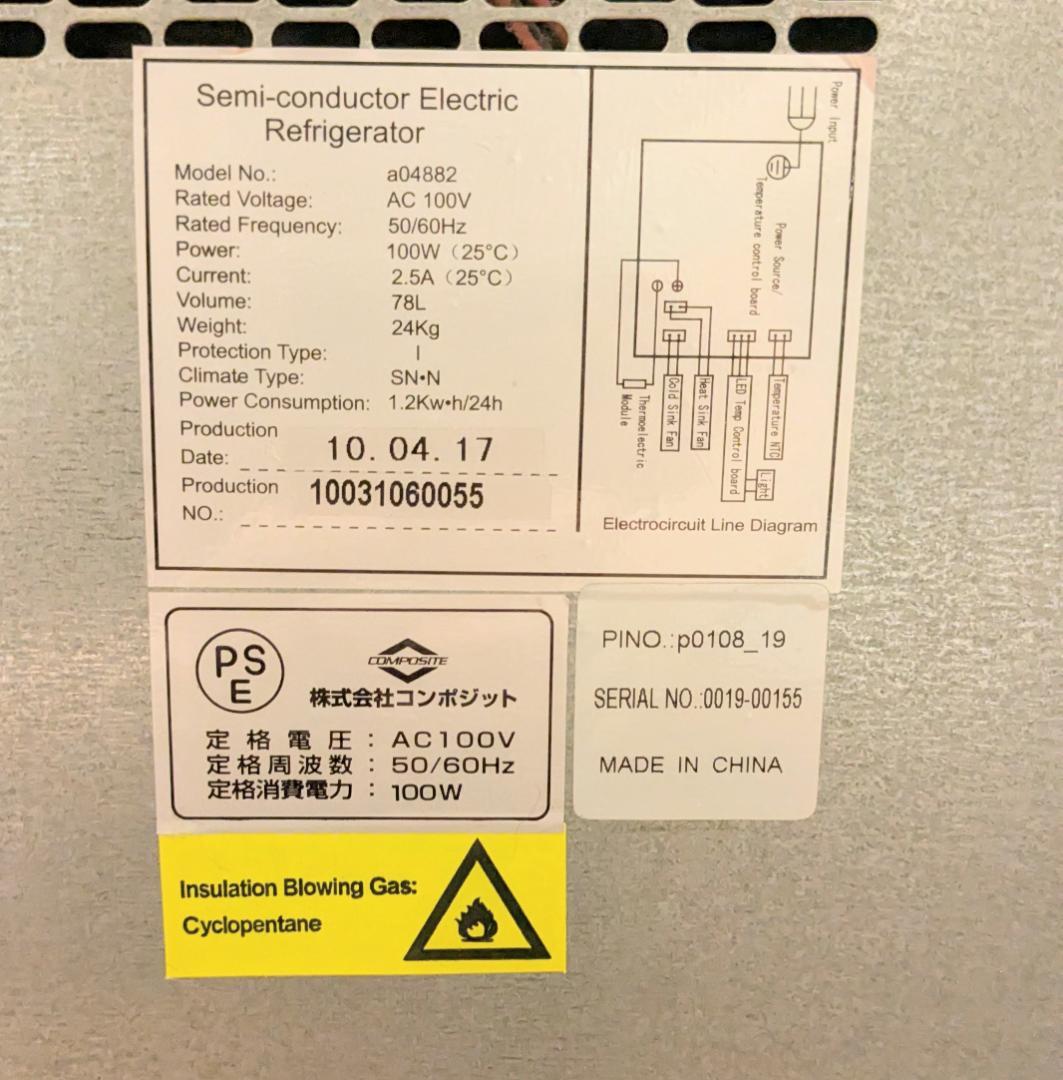 Semi-conductor Electric
Refrigerator
Model No.: a04882
Rated Voltage: AC 100V
Rated Frequency: 50/60Hz
Power: 100W（25°C）
Current: 2.5A（25°C）
Volume: 78L
Weight: 24Kg
Protection Type: I
Climate Type: SN•N
Power Consumption: 1.2Kw•h/24h
Production
Date: 10. 04. 17
Production
NO.: 10031060055
Power Input
Power Source/
Temperature control board
Thermoelectric
Module
Cold Sink Fan
Heat Sink Fan
LED Temp Control board
Temperature NTC
Light
Electrocircuit Line Diagram
PS
E
COMPOSITE
株式会社コンポジット
定格電圧：AC100V
定格周波数：50/60Hz
定格消費電力：100W
PINO.:p0108_19
SERIAL NO.:0019-00155
MADE IN CHINA
Insulation Blowing Gas:
Cyclopentane